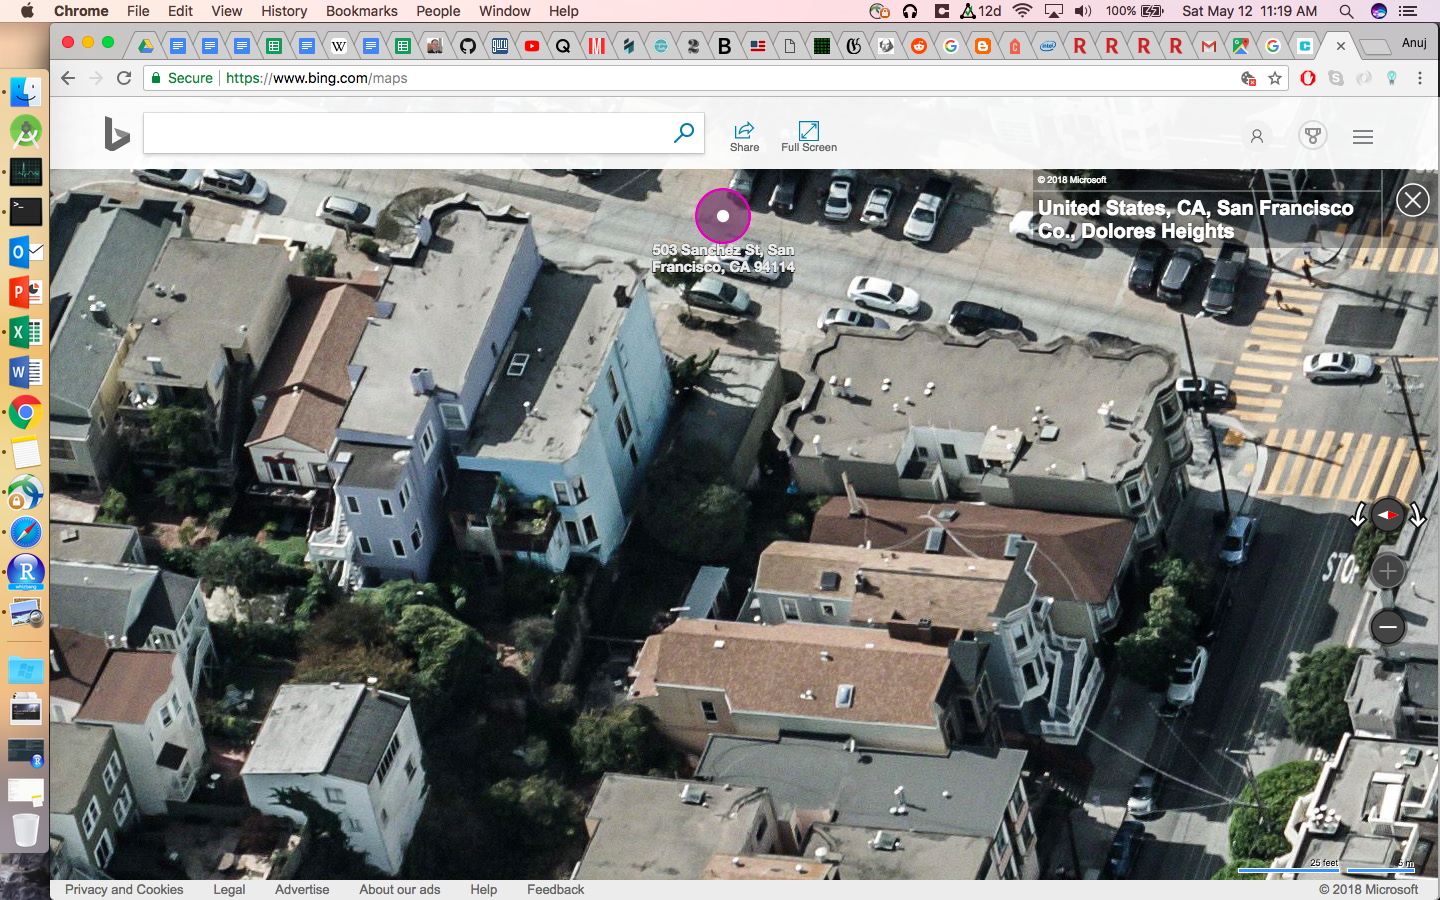 Chrome File Edit View History Bookmarks People Window Help 12d 100% Sat May 12 11:19 AM
Anuj
Secure https://www.bing.com/maps
Share
Full Screen
© 2018 Microsoft
United States, CA, San Francisco
Co., Dolores Heights
503 Sanchez St, San
Francisco, CA 94114
STOP
25 feet 5 m
Privacy and Cookies Legal Advertise About our ads Help Feedback © 2018 Microsoft